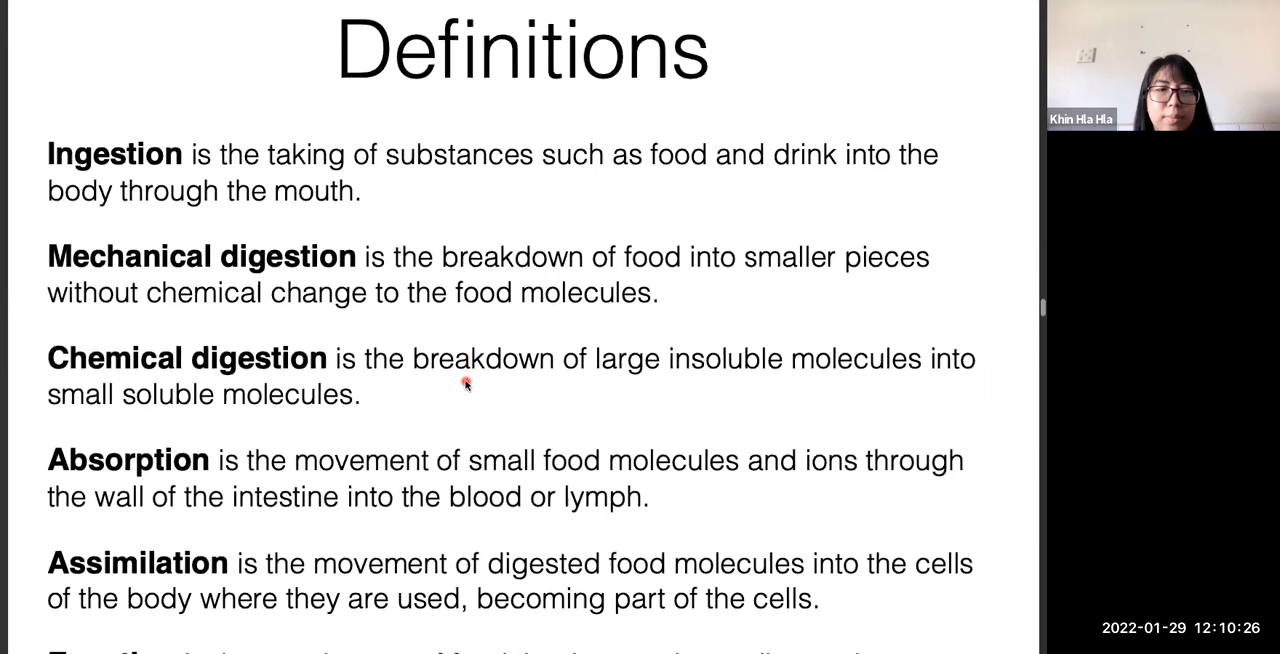 Definitions
Ingestion is the taking of substances such as food and drink into the
body through the mouth.
Mechanical digestion is the breakdown of food into smaller pieces
without chemical change to the food molecules.
Chemical digestion is the breakdown of large insoluble molecules into
small soluble molecules.
Absorption is the movement of small food molecules and ions through
the wall of the intestine into the blood or lymph.
Assimilation is the movement of digested food molecules into the cells
of the body where they are used, becoming part of the cells.
Khin Hla Hla
2022-01-29 12:10:26